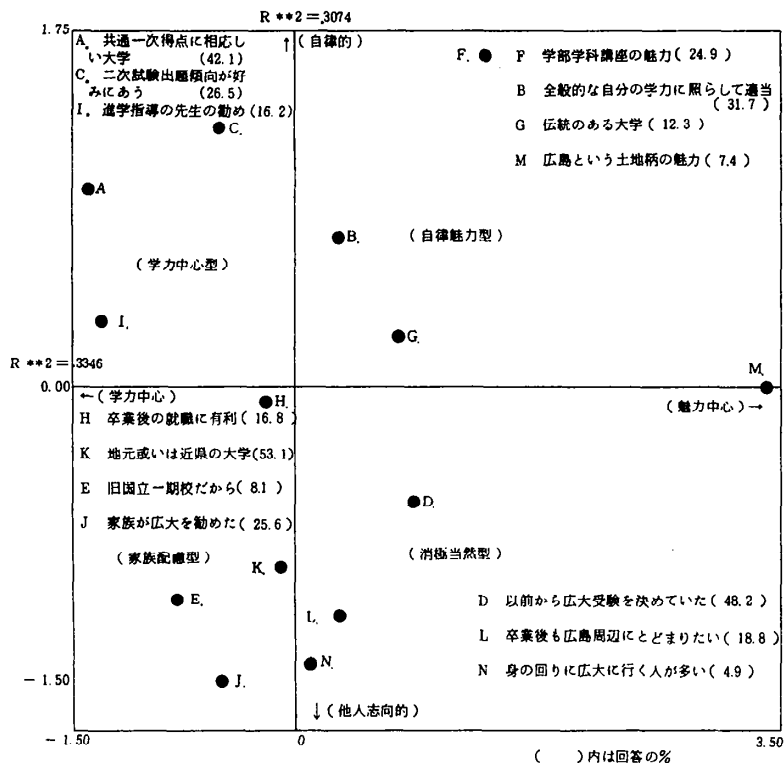 R **2＝.3074
1.75
A. 共通一次得点に相応し
い大学 (42.1)
C. 二次試験出題傾向が好
みにあう (26.5)
I. 進学指導の先生の勧め(16.2)
↑(自律的)
F.
F 学部学科講座の魅力(24.9)
B 全般的な自分の学力に照らして適当
(31.7)
G 伝統のある大学(12.3)
M 広島という土地柄の魅力(7.4)
C.
A
B.
(自律魅力型)
(学力中心型)
I.
G.
R **2＝.3346
M.
0.00
←(学力中心)
(魅力中心)→
H.
H 卒業後の就職に有利(16.8)
K 地元或いは近県の大学(53.1)
E 旧国立一期校だから(8.1)
J 家族が広大を勧めた(25.6)
D.
(家族配慮型)
(消極当然型)
K.
E.
L.
D 以前から広大受験を決めていた(48.2)
L 卒業後も広島周辺にとどまりたい(18.8)
N.
N 身の回りに広大に行く人が多い(4.9)
J.
－1.50
↓(他人志向的)
－1.50
0
3.50
(　　)内は回答の%